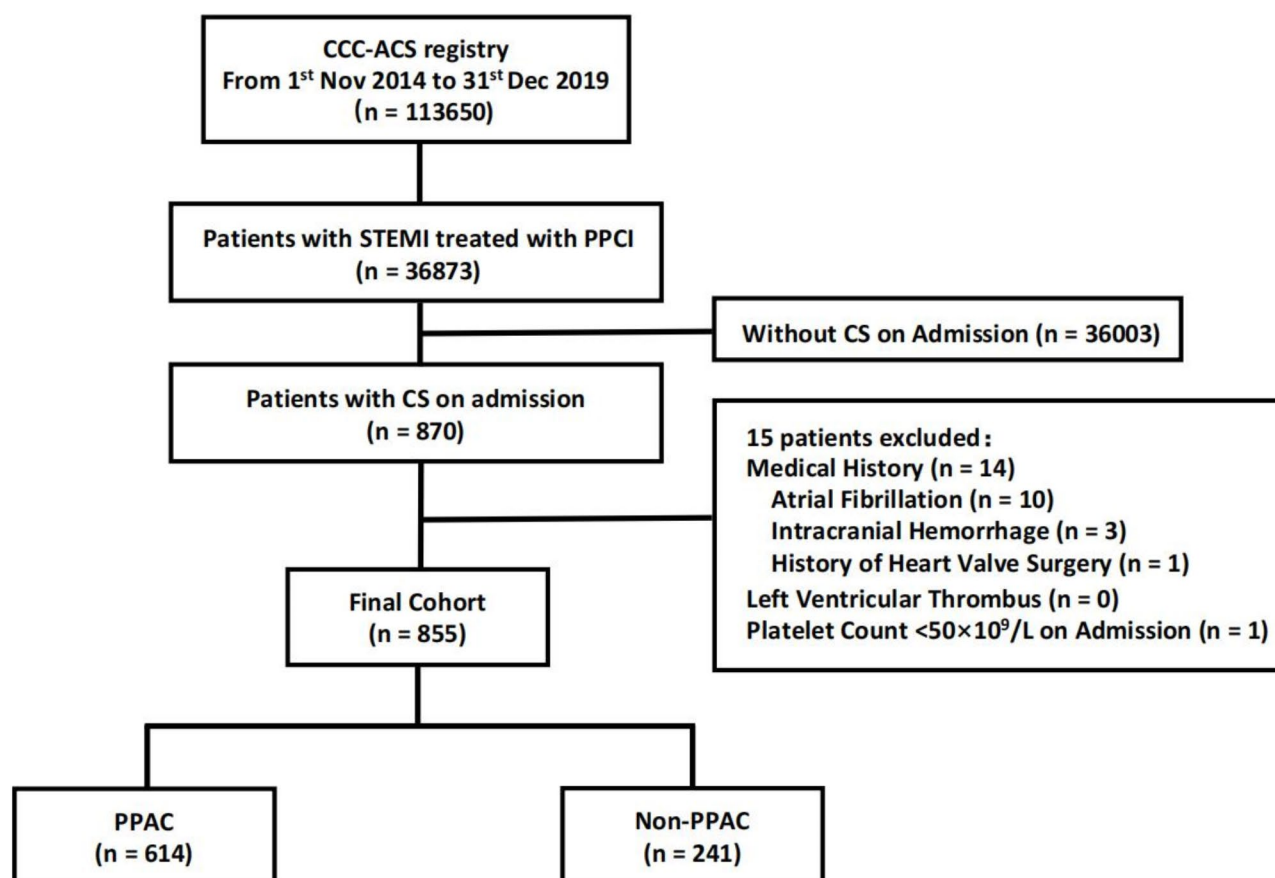 CCC-ACS registry
From 1st Nov 2014 to 31st Dec 2019
(n = 113650)
Patients with STEMI treated with PPCI
(n = 36873)
Without CS on Admission (n = 36003)
Patients with CS on admission
(n = 870)
15 patients excluded：
Medical History (n = 14)
Atrial Fibrillation (n = 10)
Intracranial Hemorrhage (n = 3)
History of Heart Valve Surgery (n = 1)
Left Ventricular Thrombus (n = 0)
Platelet Count <50×10⁹/L on Admission (n = 1)
Final Cohort
(n = 855)
PPAC
(n = 614)
Non-PPAC
(n = 241)